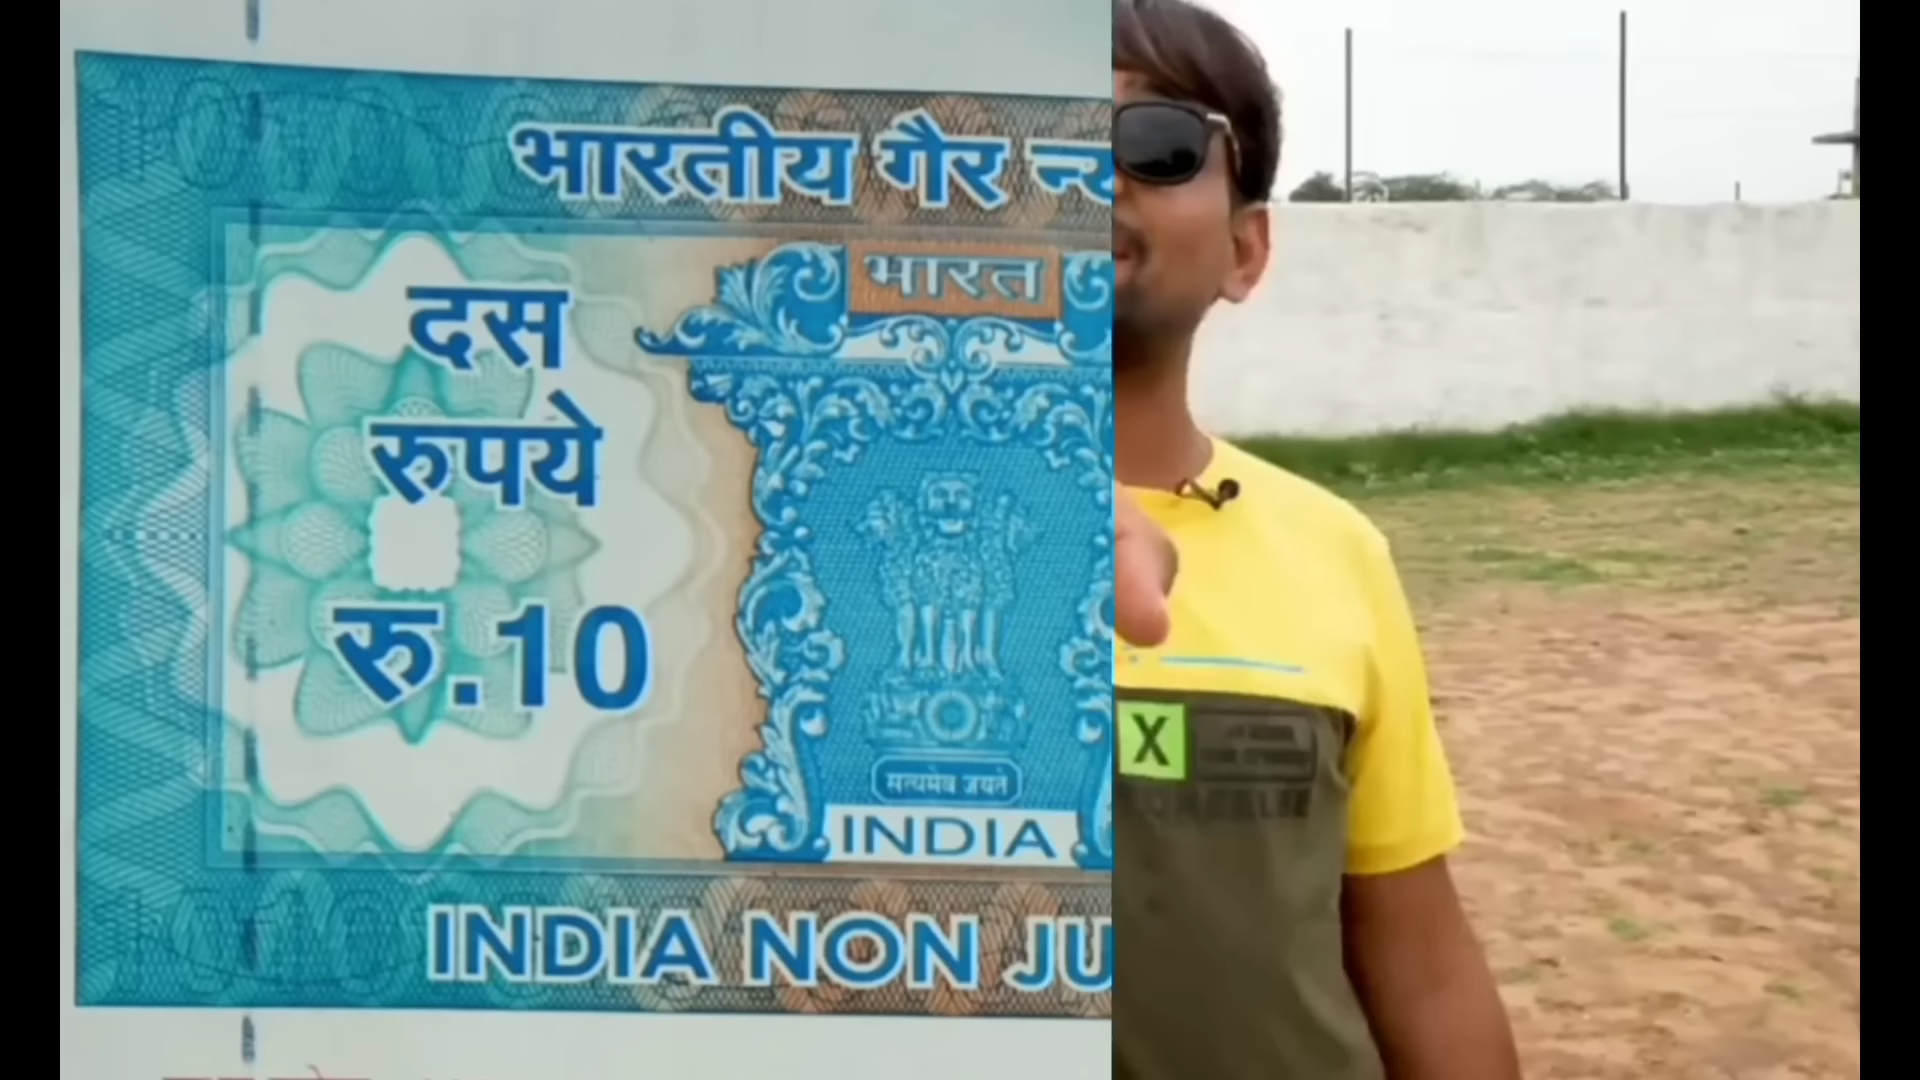 भारतीय गैर
भारत
दस
रुपये
रु.10
सत्यमेव जयते
INDIA
INDIA NON JU
X